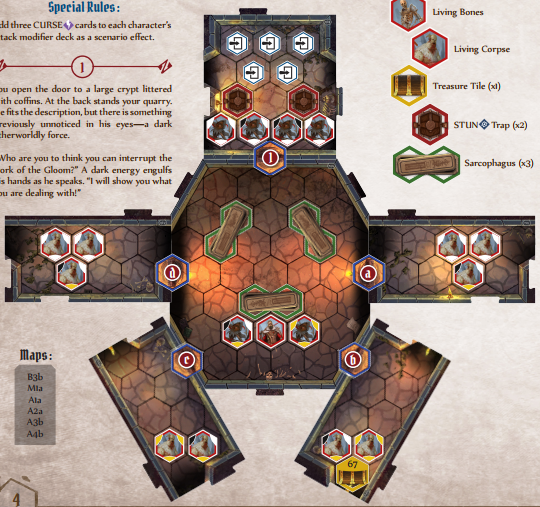 Special Rules:
dd three CURSE cards to each character's
ttack modifier deck as a scenario effect.
1
ou open the door to a large crypt littered
ith coffins. At the back stands your quarry.
e fits the description, but there is something
reviously unnoticed in his eyes—a dark
therworldly force.
Who are you to think you can interrupt the
ork of the Gloom?" A dark energy engulfs
is hands as he speaks. "I will show you what
ou are dealing with!"
Living Bones
Living Corpse
Treasure Tile (x1)
STUN Trap (x2)
Sarcophagus (x3)
1
d
a
c
b
67
Maps:
B3b
M1a
A1a
A2a
A3b
A4b
4